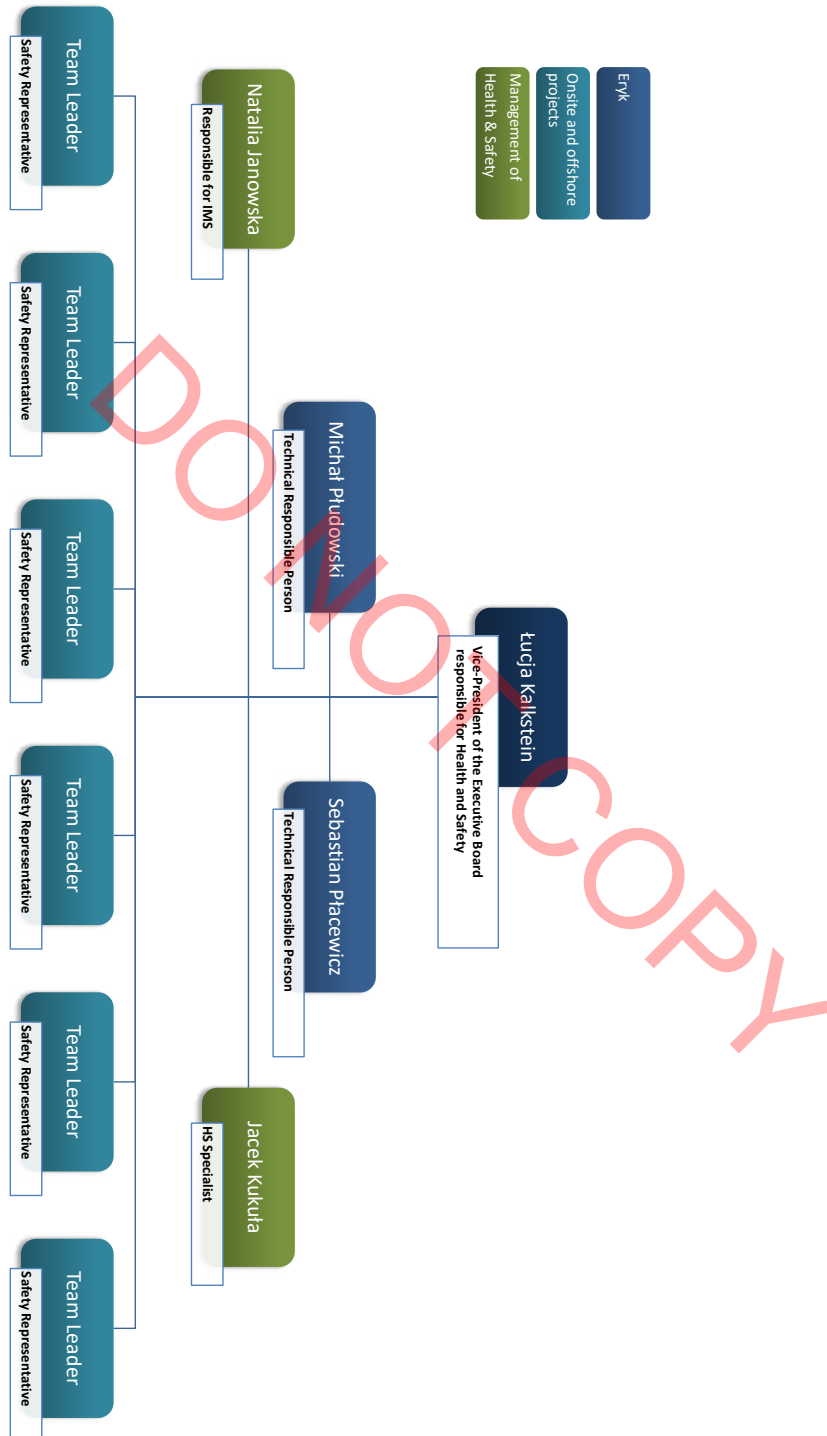 Eryk
Onsite and offshore
projects
Management of
Health & Safety
Łucja Kalkstein
Vice-President of the Executive Board
responsible for Health and Safety
Michał Płudowski
Technical Responsible Person
Sebastian Płacewicz
Technical Responsible Person
Natalia Janowska
Responsible for IMS
Jacek Kukuła
HS Specialist
Team Leader
Safety Representative
Team Leader
Safety Representative
Team Leader
Safety Representative
Team Leader
Safety Representative
Team Leader
Safety Representative
Team Leader
Safety Representative
DO NOT COPY